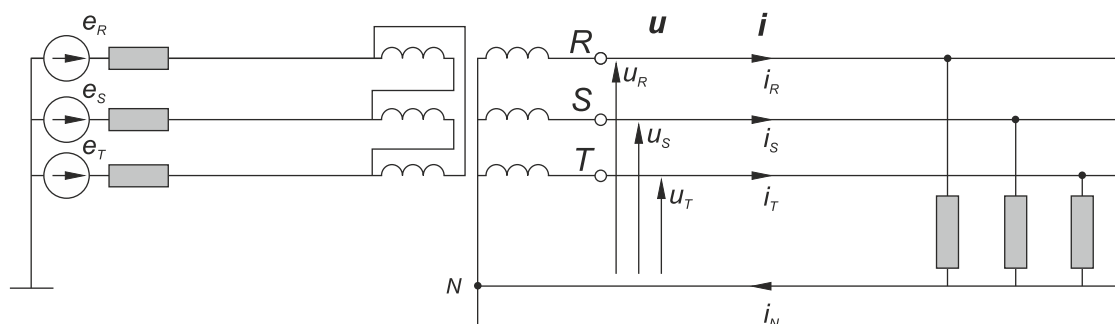 e_R
R
u
i
u_R
i_R
e_S
S
u_S
i_S
e_T
T
u_T
i_T
N
i_N